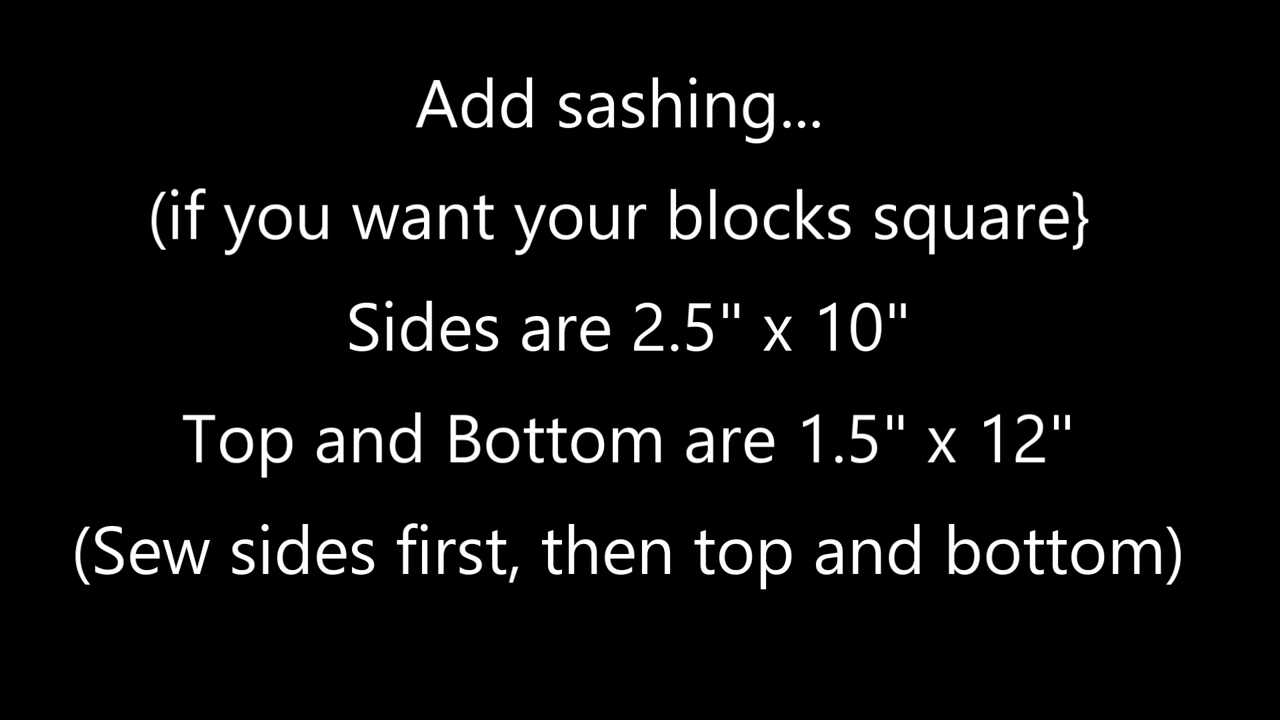 Add sashing...
(if you want your blocks square}
Sides are 2.5" x 10"
Top and Bottom are 1.5" x 12"
(Sew sides first, then top and bottom)